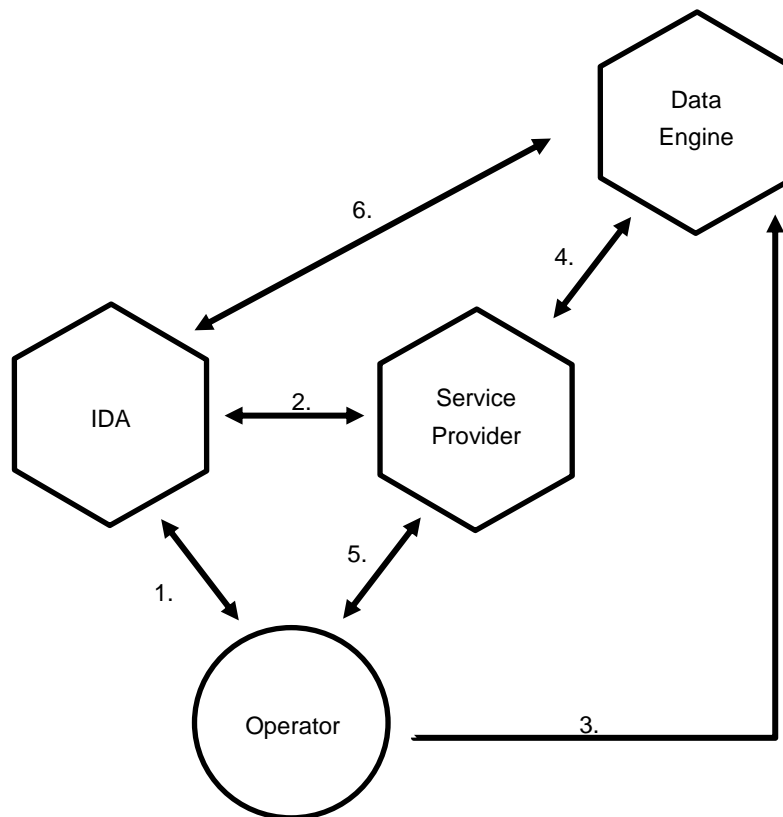 Data
Engine
6.
4.
IDA
2.
Service
Provider
1.
5.
Operator
3.